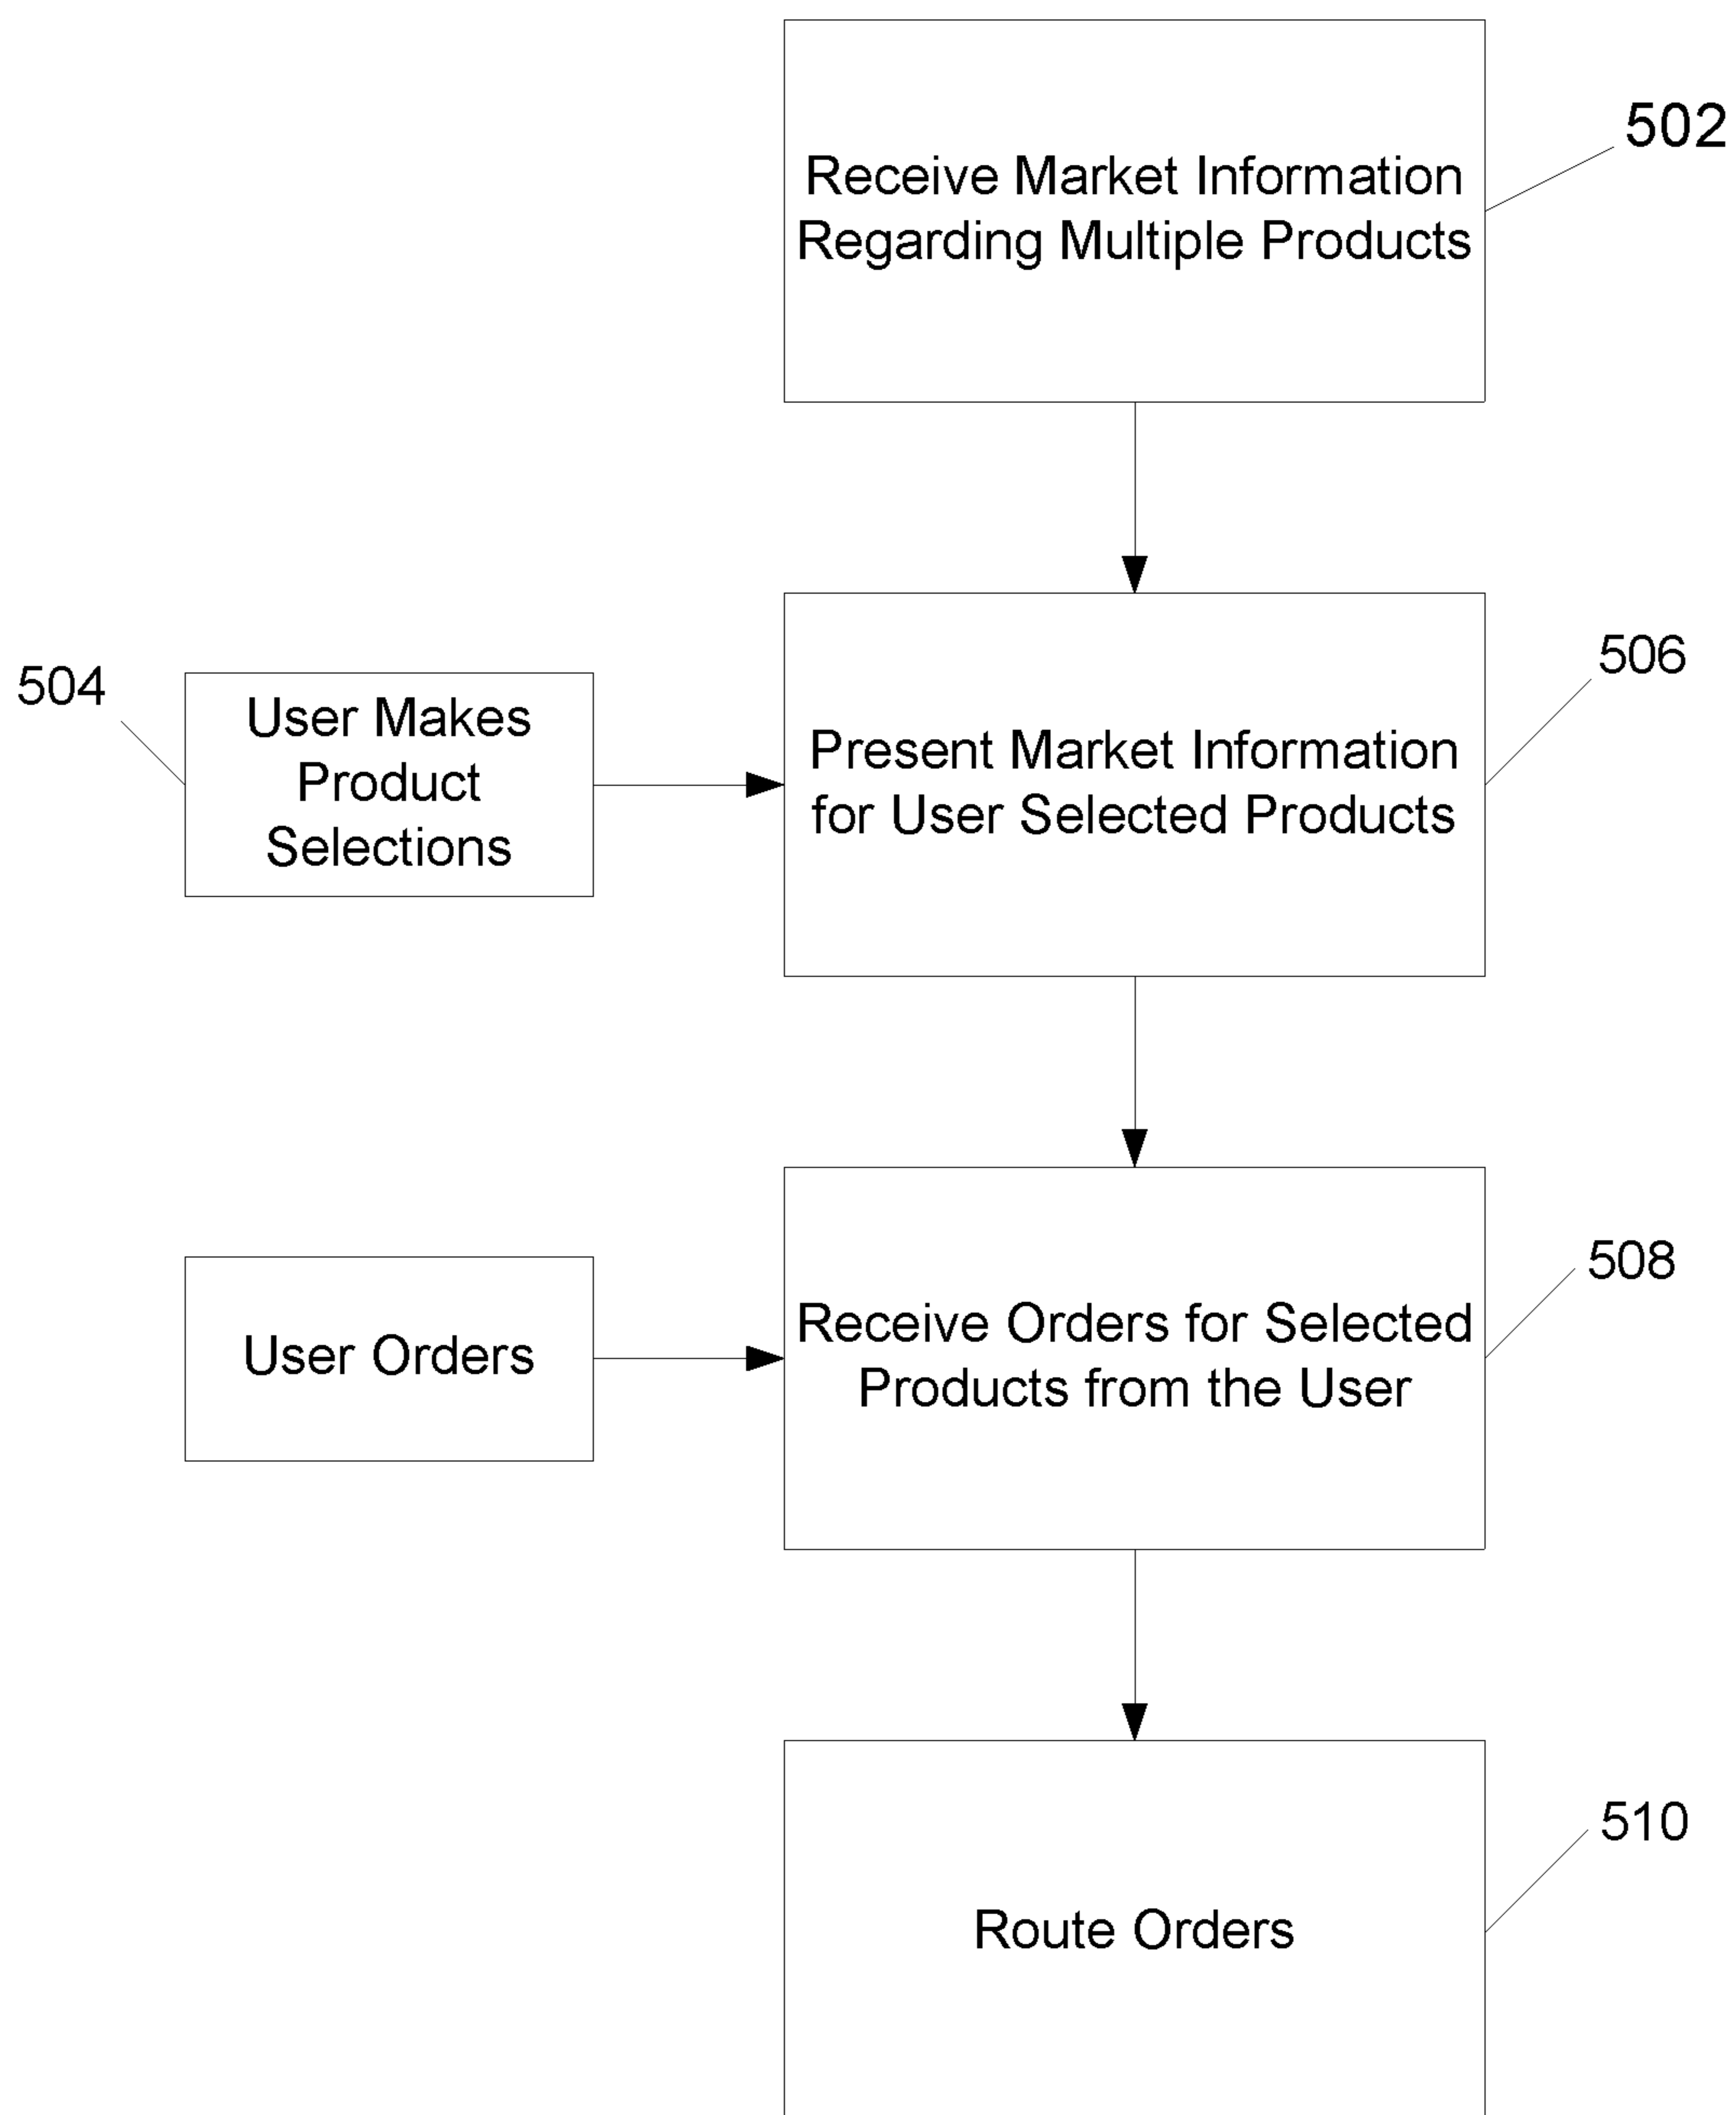 Receive Market Information
Regarding Multiple Products
502
504
User Makes
Product
Selections
Present Market Information
for User Selected Products
506
User Orders
Receive Orders for Selected
Products from the User
508
Route Orders
510